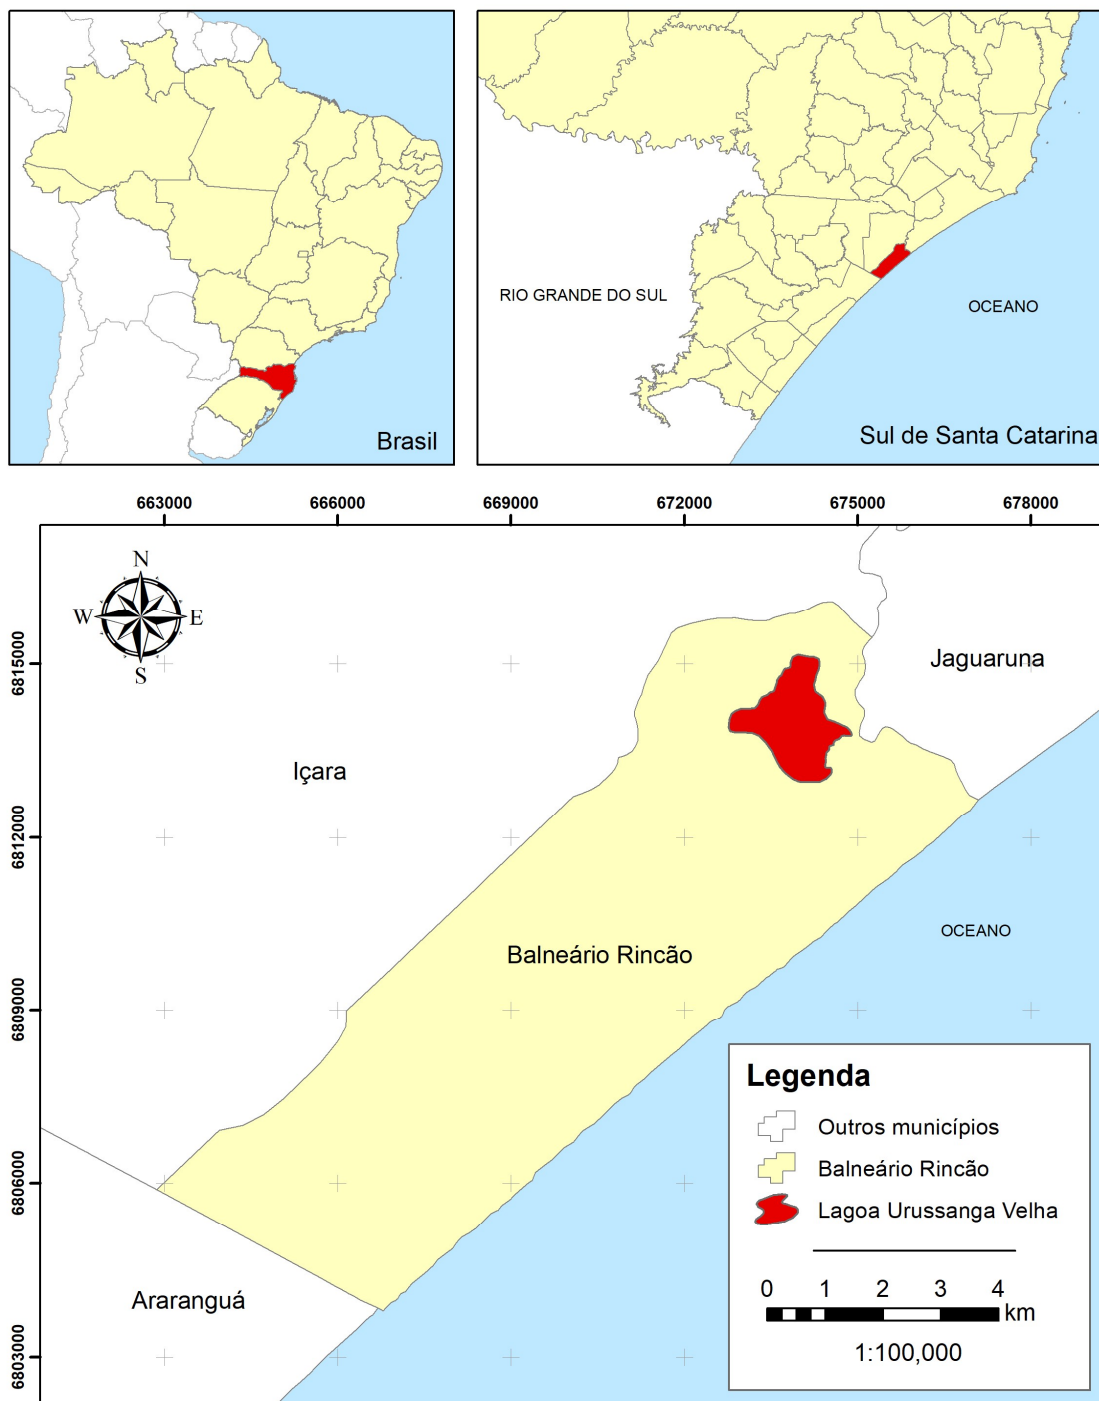 Brasil
RIO GRANDE DO SUL
OCEANO
Sul de Santa Catarina
663000 666000 669000 672000 675000 678000
N
W E
S
6815000
6812000
6809000
6806000
6803000
Jaguaruna
Içara
Balneário Rincão
OCEANO
Araranguá
Legenda
Outros municípios
Balneário Rincão
Lagoa Urussanga Velha
0 1 2 3 4
km
1:100,000